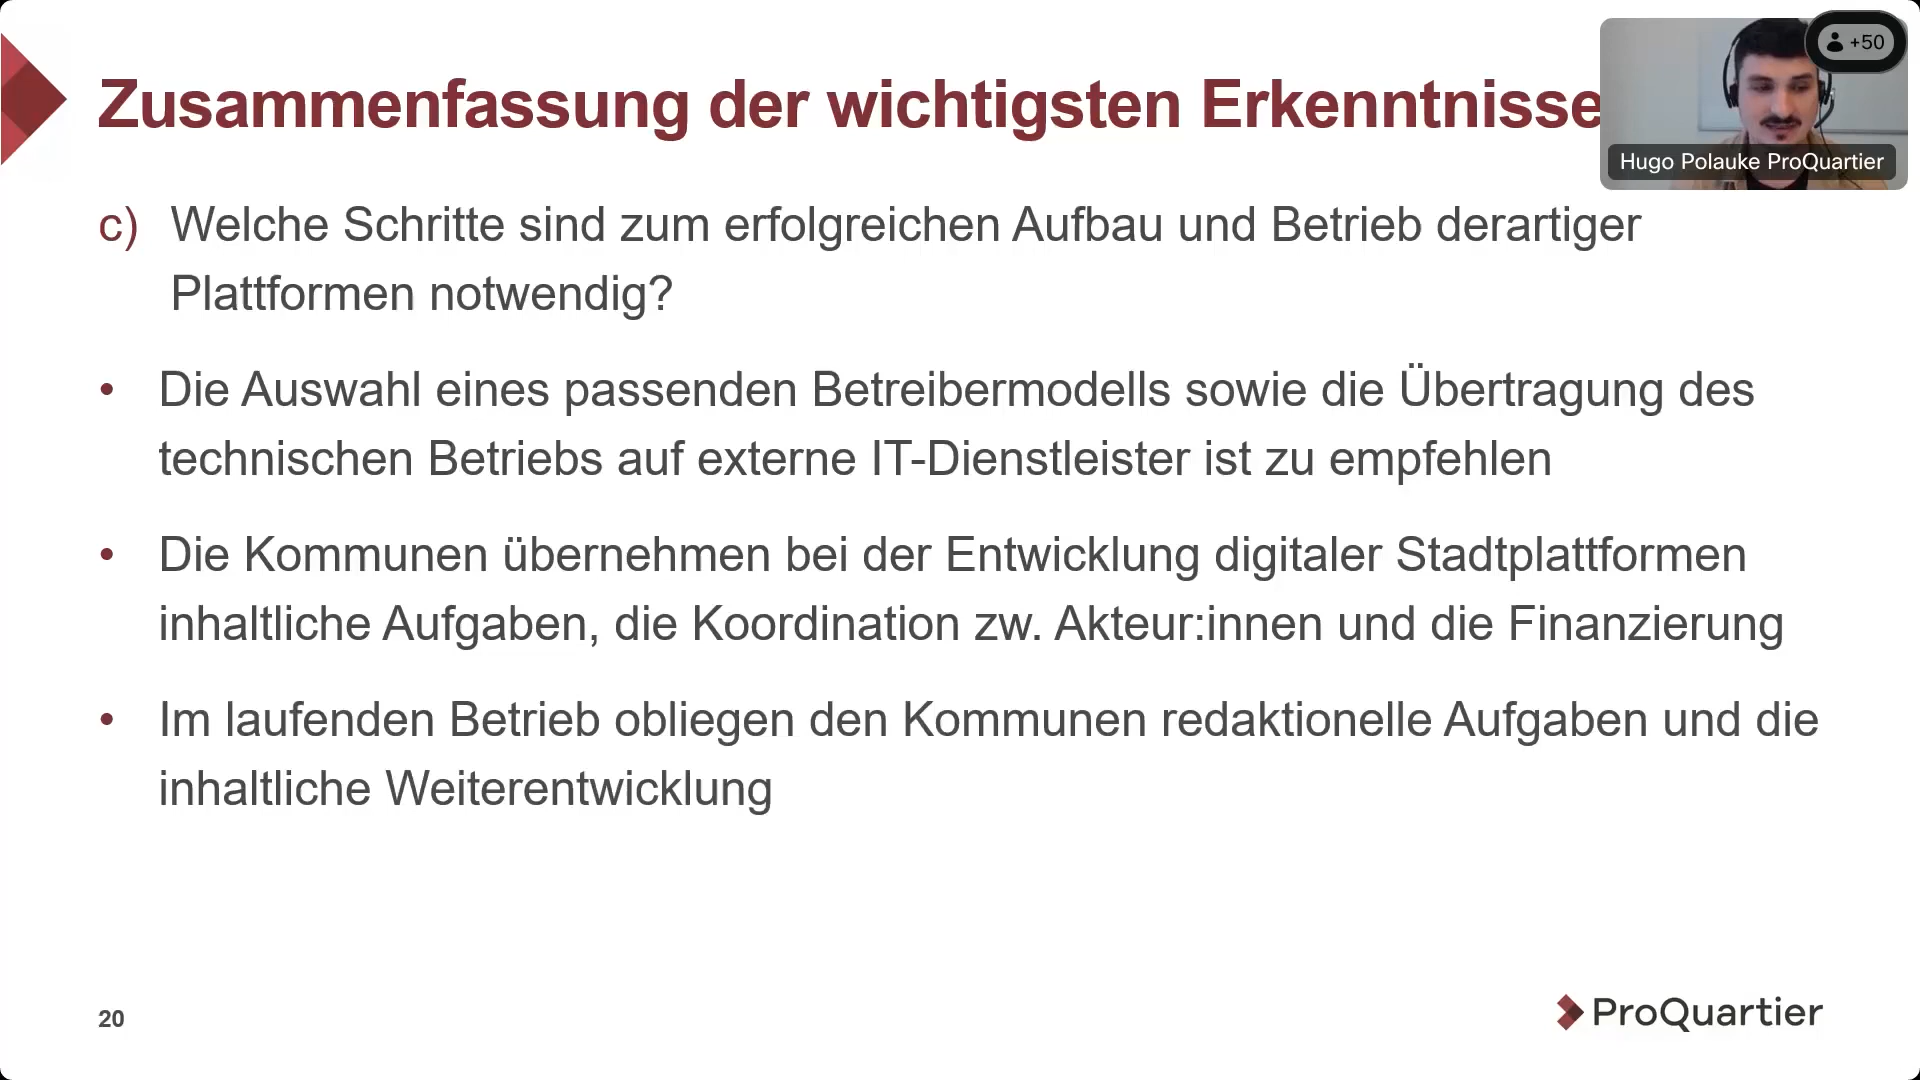 Zusammenfassung der wichtigsten Erkenntnisse
+50
Hugo Polauke ProQuartier
c) Welche Schritte sind zum erfolgreichen Aufbau und Betrieb derartiger
Plattformen notwendig?
• Die Auswahl eines passenden Betreibermodells sowie die Übertragung des
technischen Betriebs auf externe IT-Dienstleister ist zu empfehlen
• Die Kommunen übernehmen bei der Entwicklung digitaler Stadtplattformen
inhaltliche Aufgaben, die Koordination zw. Akteur:innen und die Finanzierung
• Im laufenden Betrieb obliegen den Kommunen redaktionelle Aufgaben und die
inhaltliche Weiterentwicklung
20
ProQuartier